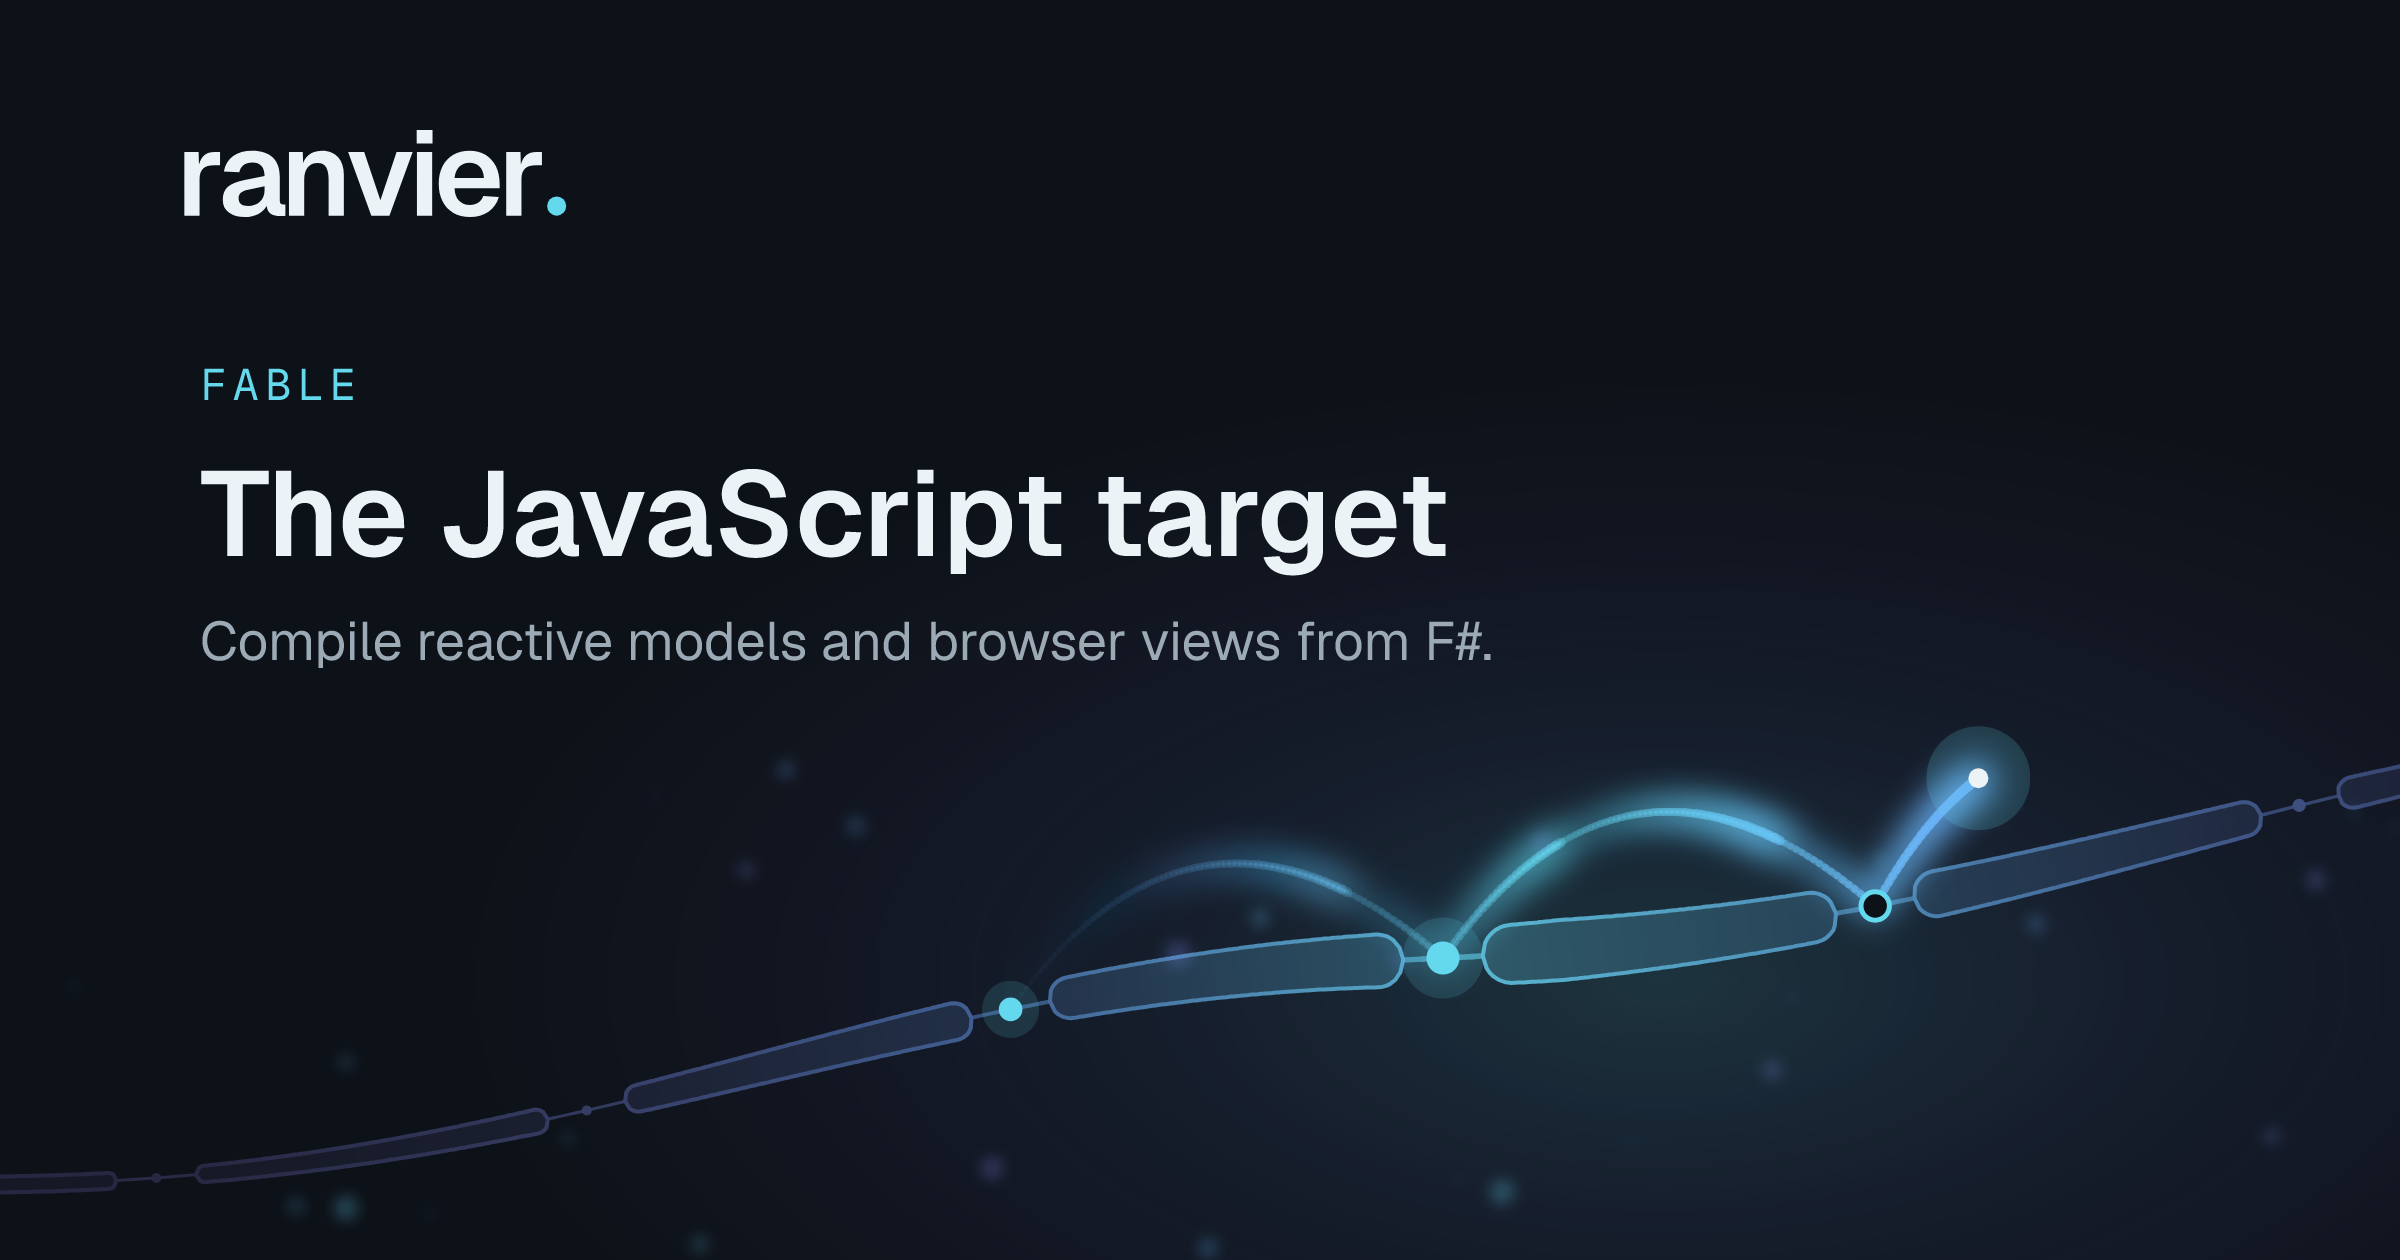 ranvier.
FABLE
The JavaScript target
Compile reactive models and browser views from F#.